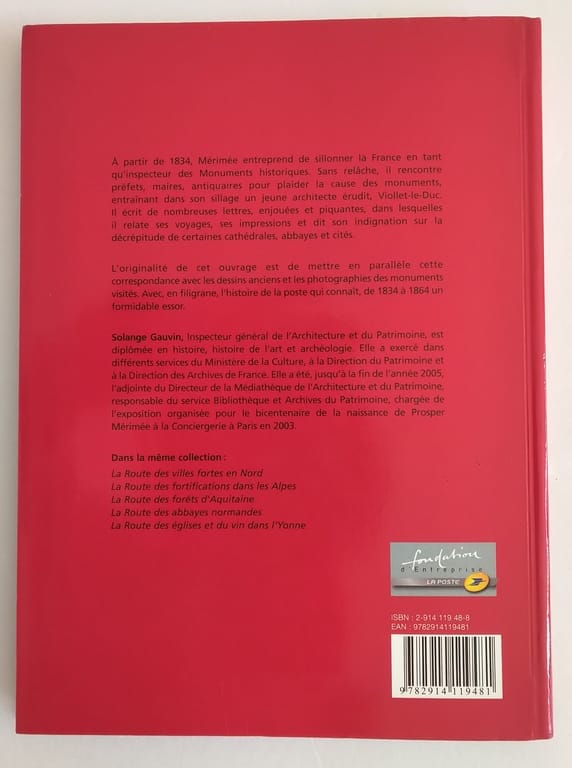 À partir de 1834, Mérimée entreprend de sillonner la France en tant
qu'inspecteur des Monuments historiques. Sans relâche, il rencontre
préfets, maires, antiquaires pour plaider la cause des monuments,
entraînant dans son sillage un jeune architecte érudit, Viollet-le-Duc.
Il écrit de nombreuses lettres, enjouées et piquantes, dans lesquelles
il relate ses voyages, ses impressions et dit son indignation sur la
décrépitude de certaines cathédrales, abbayes et cités.
L'originalité de cet ouvrage est de mettre en parallèle cette
correspondance avec les dessins anciens et les photographies des monuments
visités. Avec, en filigrane, l'histoire de la poste qui connaît, de 1834 à 1864 un
formidable essor.
Solange Gauvin, Inspecteur général de l'Architecture et du Patrimoine, est
diplômée en histoire, histoire de l'art et archéologie. Elle a exercé dans
différents services du Ministère de la Culture, à la Direction du Patrimoine et
à la Direction des Archives de France. Elle a été, jusqu'à la fin de l'année 2005,
l'adjointe du Directeur de la Médiathèque de l'Architecture et du Patrimoine,
responsable du service Bibliothèque et Archives du Patrimoine, chargée de
l'exposition organisée pour le bicentenaire de la naissance de Prosper
Mérimée à la Conciergerie à Paris en 2003.
Dans la même collection :
La Route des villes fortes en Nord
La Route des fortifications dans les Alpes
La Route des forêts d'Aquitaine
La Route des abbayes normandes
La Route des églises et du vin dans l'Yonne
fondation
d'Entreprise
LA POSTE
ISBN : 2-914 119 48-8
EAN : 9782914119481
9 782914 119481